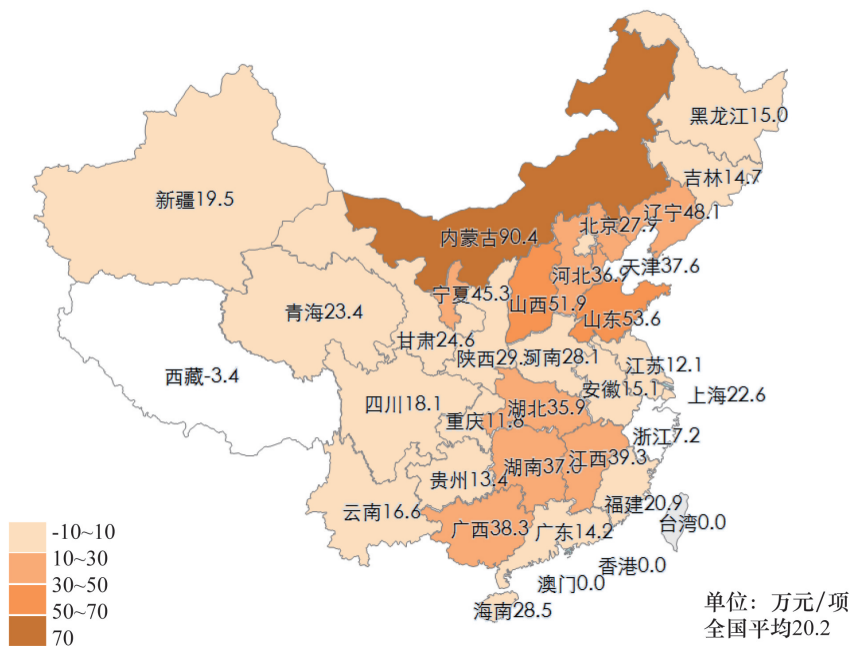 黑龙江15.0
吉林14.7
新疆19.5
辽宁48.1
北京27.9
内蒙古90.4
天津37.6
河北36.9
宁夏45.3
山西51.9
青海23.4
山东53.6
甘肃24.6
陕西29.
河南28.1
江苏12.1
西藏-3.4
安徽15.1
上海22.6
四川18.1
湖北35.9
重庆11.8
浙江7.2
江西39.3
湖南37.
贵州13.4
福建20.9
云南16.6
台湾0.0
广西38.3
广东14.2
香港0.0
澳门0.0
海南28.5
-10~10
10~30
30~50
50~70
70
单位：万元/项
全国平均20.2